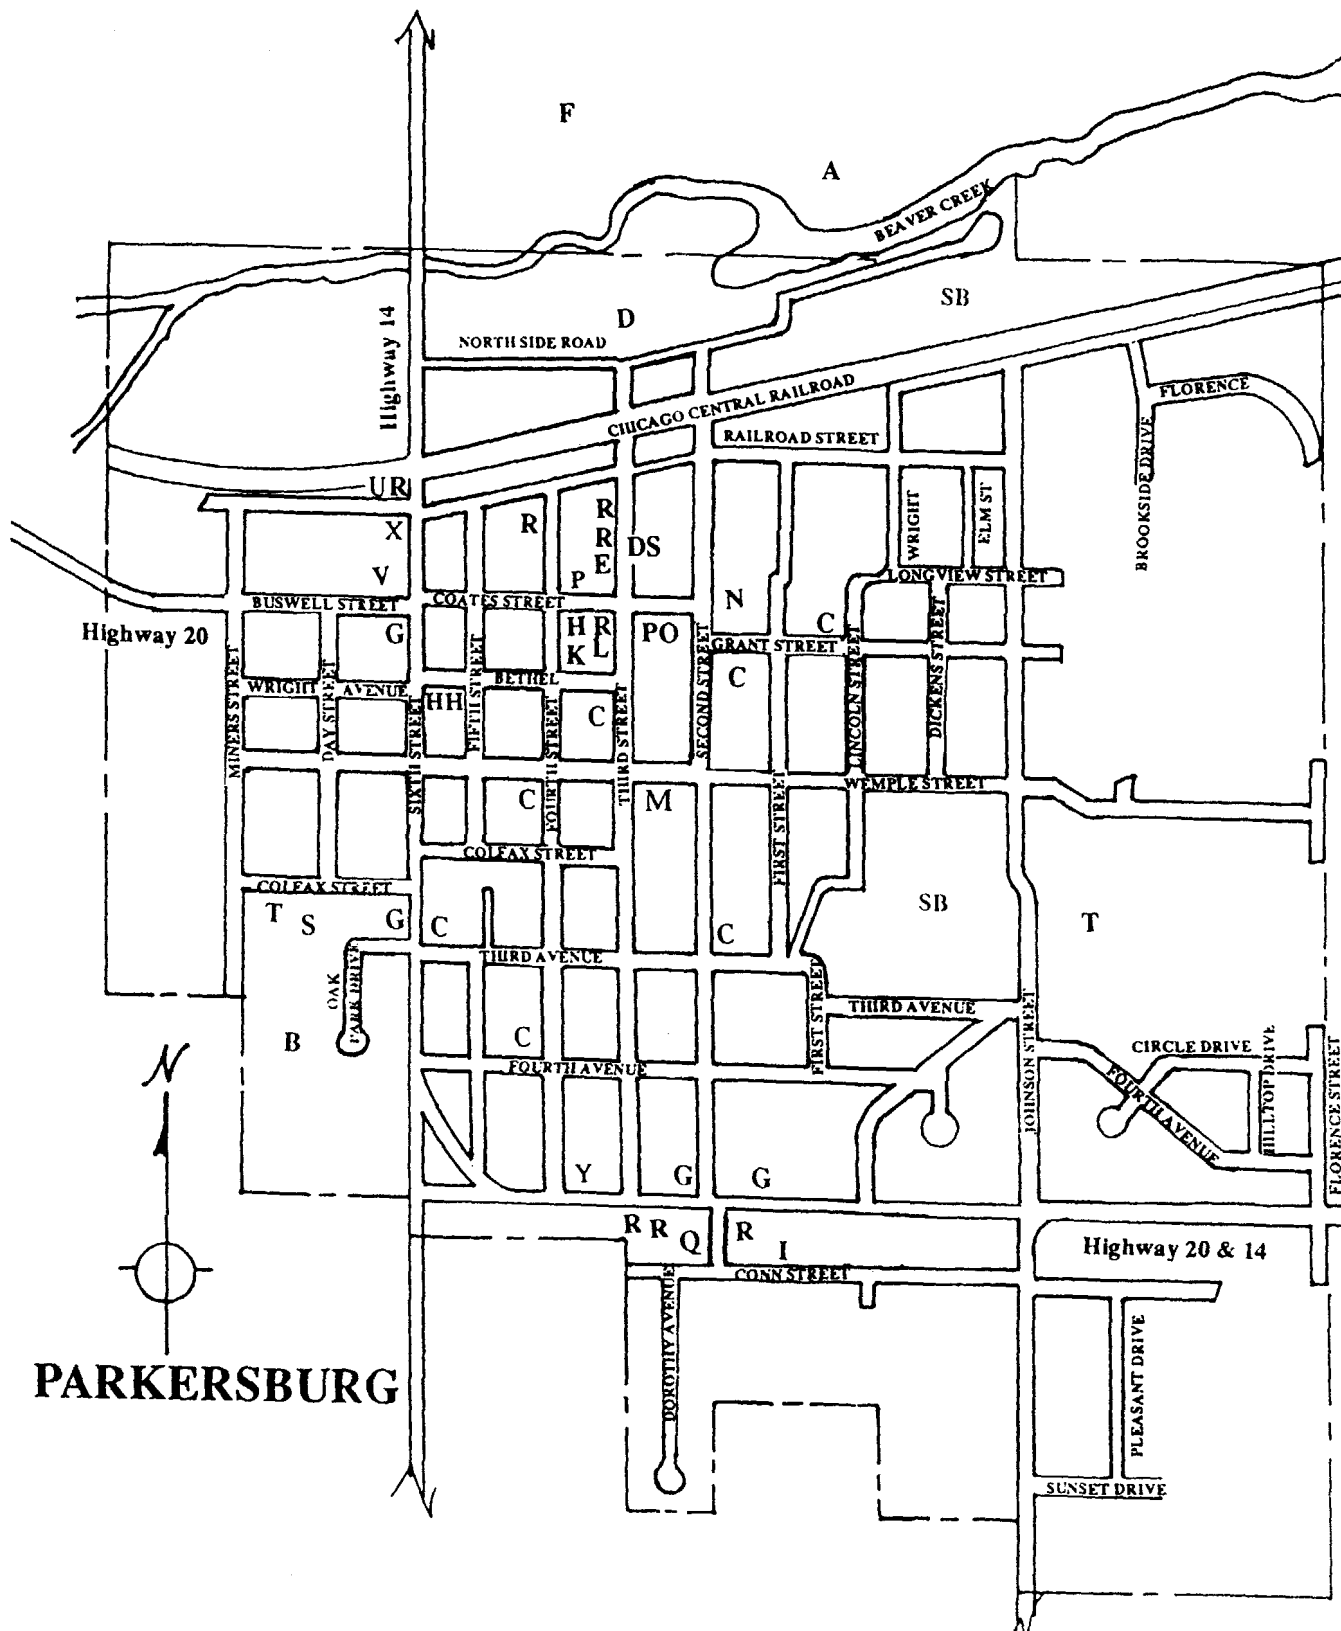 N
F
A
BEAVER CREEK
SB
Highway 14
D
NORTH SIDE ROAD
CHICAGO CENTRAL RAILROAD
FLORENCE
RAILROAD STREET
BROOKSIDE DRIVE
UR
X
R
R
R
E
DS
WRIGHT
ELM ST
V
P
LONGVIEW STREET
BUSWELL STREET
COATES STREET
N
Highway 20
G
H
K
R
L
PO
C
GRANT STREET
MINERS STREET
DAY STREET
SIXTH STREET
FIFTH STREET
FOURTH STREET
THIRD STREET
SECOND STREET
FIRST STREET
LINCOLN STREET
DICKENS STREET
WRIGHT AVENUE
BETHEL
C
HH
C
WEMPLE STREET
C
M
COLFAX STREET
COLFAX STREET
T
S
G
C
C
SB
T
THIRD AVENUE
OAK
PARK DRIVE
FIRST STREET
THIRD AVENUE
JOHNSON STREET
B
C
FOURTH AVENUE
CIRCLE DRIVE
FOURTH AVENUE
HILLTOP DRIVE
FLORENCE STREET
Y
G
G
R
R
Q
R
I
Highway 20 & 14
CONN STREET
DOROTHY AVENUE
PLEASANT DRIVE
SUNSET DRIVE
PARKERSBURG